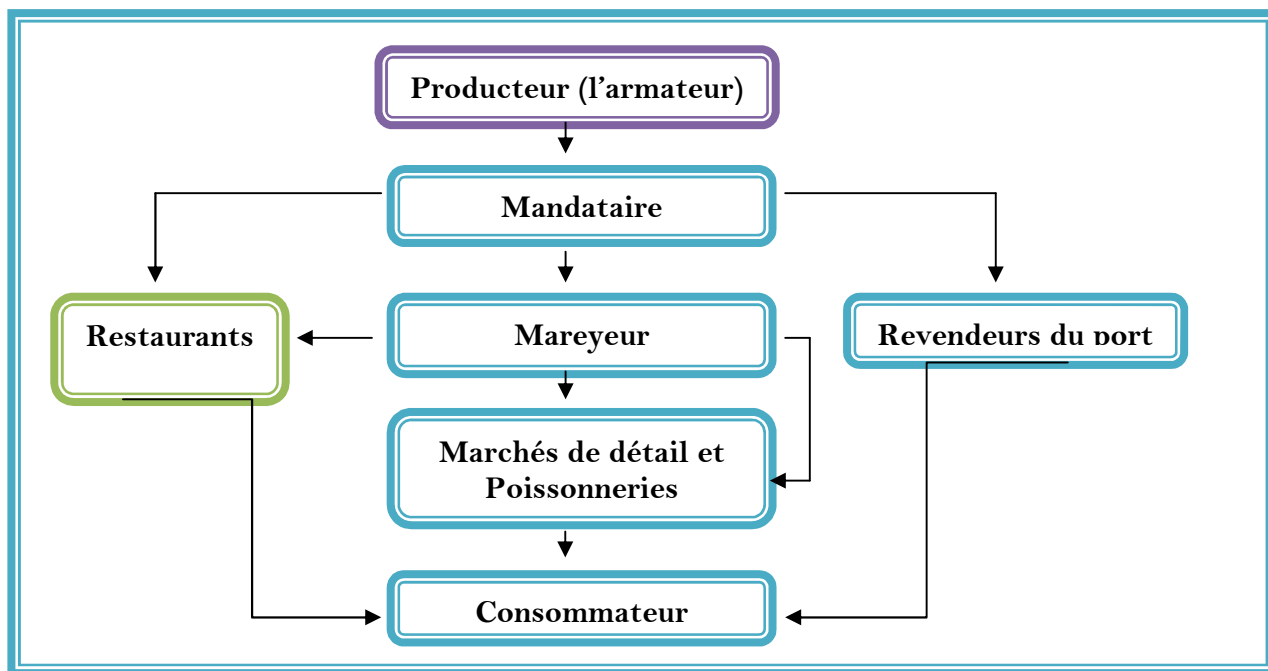 Producteur (l’armateur)
Mandataire
Restaurants
Mareyeur
Revendeurs du port
Marchés de détail et
Poissonneries
Consommateur